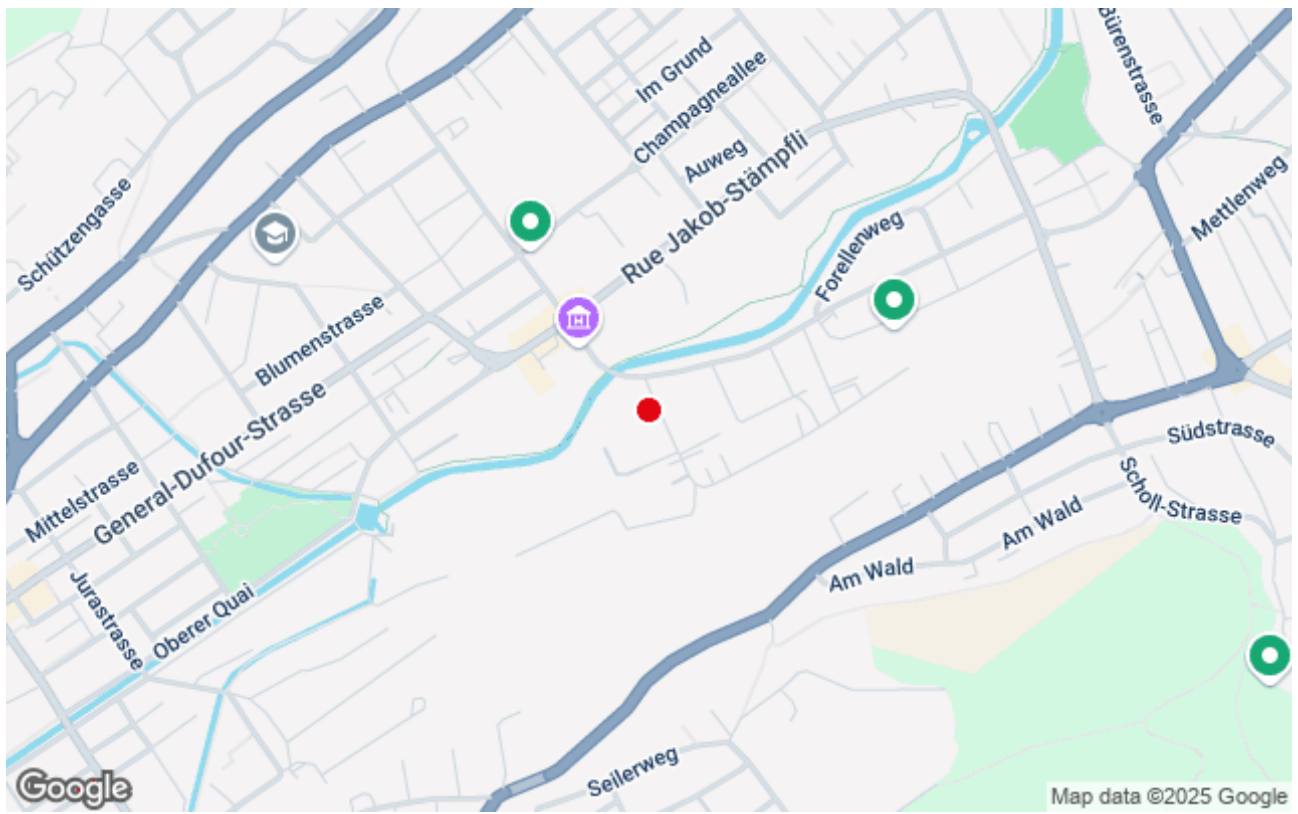 Bürenstrasse
Im Grund
Champagneallee
Auweg
Rue Jakob-Stämpfli
Mettlenweg
Schützengasse
Forellenweg
H
Blumenstrasse
General-Dufour-Strasse
Südstrasse
Scholl-Strasse
Mittelstrasse
Am Wald
Am Wald
Jurastrasse
Oberer Quai
Seilerweg
Google
Map data ©2025 Google